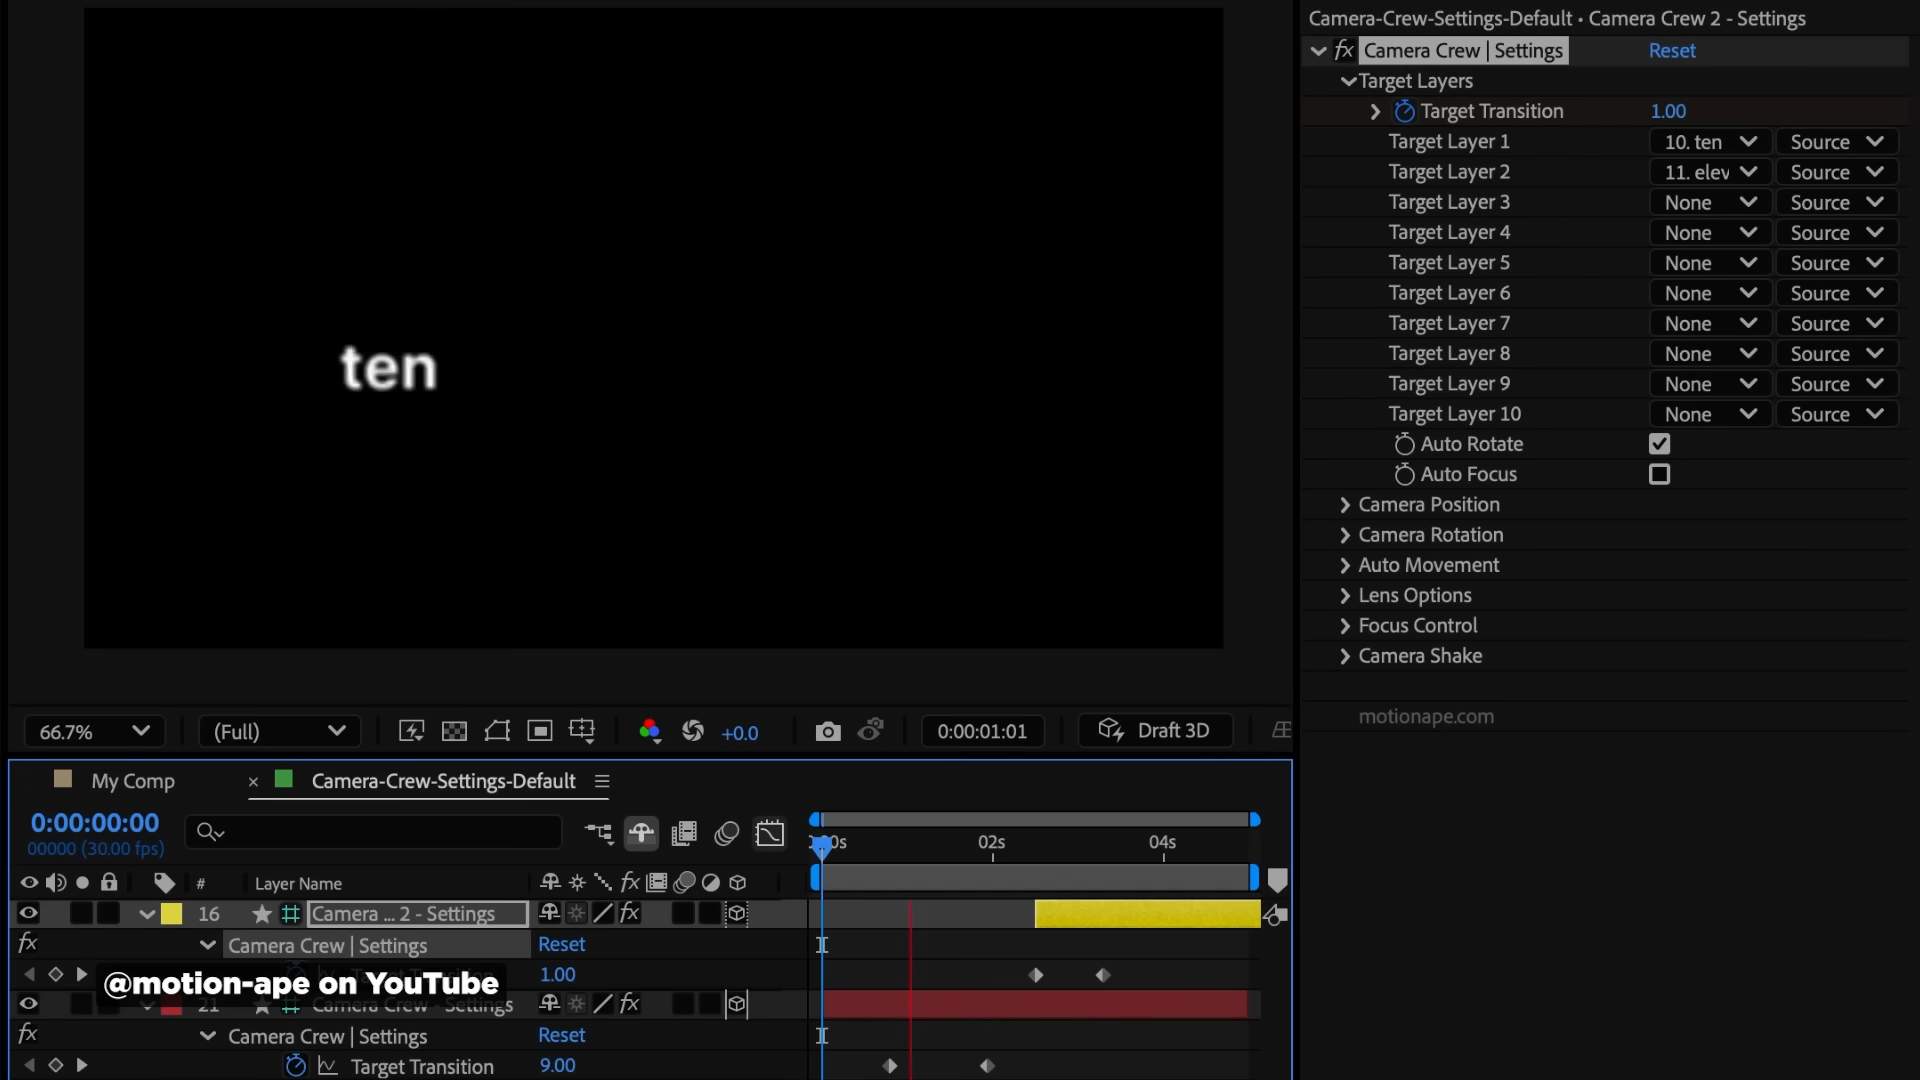 Camera-Crew-Settings-Default • Camera Crew 2 - Settings
fx Camera Crew | Settings Reset
Target Layers
Target Transition 1.00
Target Layer 1 10. ten Source
Target Layer 2 11. elev Source
Target Layer 3 None Source
Target Layer 4 None Source
Target Layer 5 None Source
Target Layer 6 None Source
Target Layer 7 None Source
Target Layer 8 None Source
Target Layer 9 None Source
Target Layer 10 None Source
Auto Rotate
Auto Focus
Camera Position
Camera Rotation
Auto Movement
Lens Options
Focus Control
Camera Shake
motionape.com
ten
66.7% (Full) +0.0 0:00:01:01 Draft 3D
My Comp × Camera-Crew-Settings-Default
0:00:00:00
00000 (30.00 fps)
02s 04s
# Layer Name fx
16 Camera ... 2 - Settings fx
fx Camera Crew | Settings Reset
1.00
@motion-ape on YouTube
21 Camera Crew - Settings fx
fx Camera Crew | Settings Reset
Target Transition 9.00